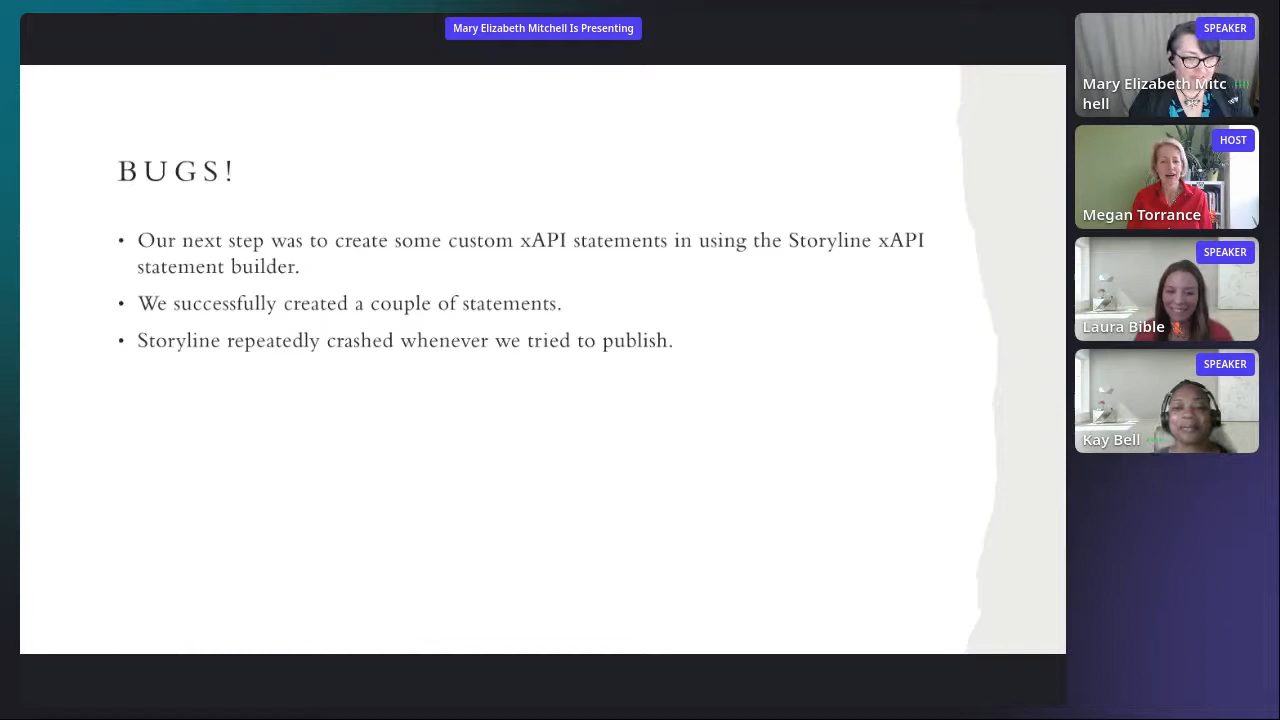 Mary Elizabeth Mitchell Is Presenting
BUGS!
• Our next step was to create some custom xAPI statements in using the Storyline xAPI
statement builder.
• We successfully created a couple of statements.
• Storyline repeatedly crashed whenever we tried to publish.
SPEAKER
Mary Elizabeth Mitc
hell
HOST
Megan Torrance
SPEAKER
Laura Bible
SPEAKER
Kay Bell